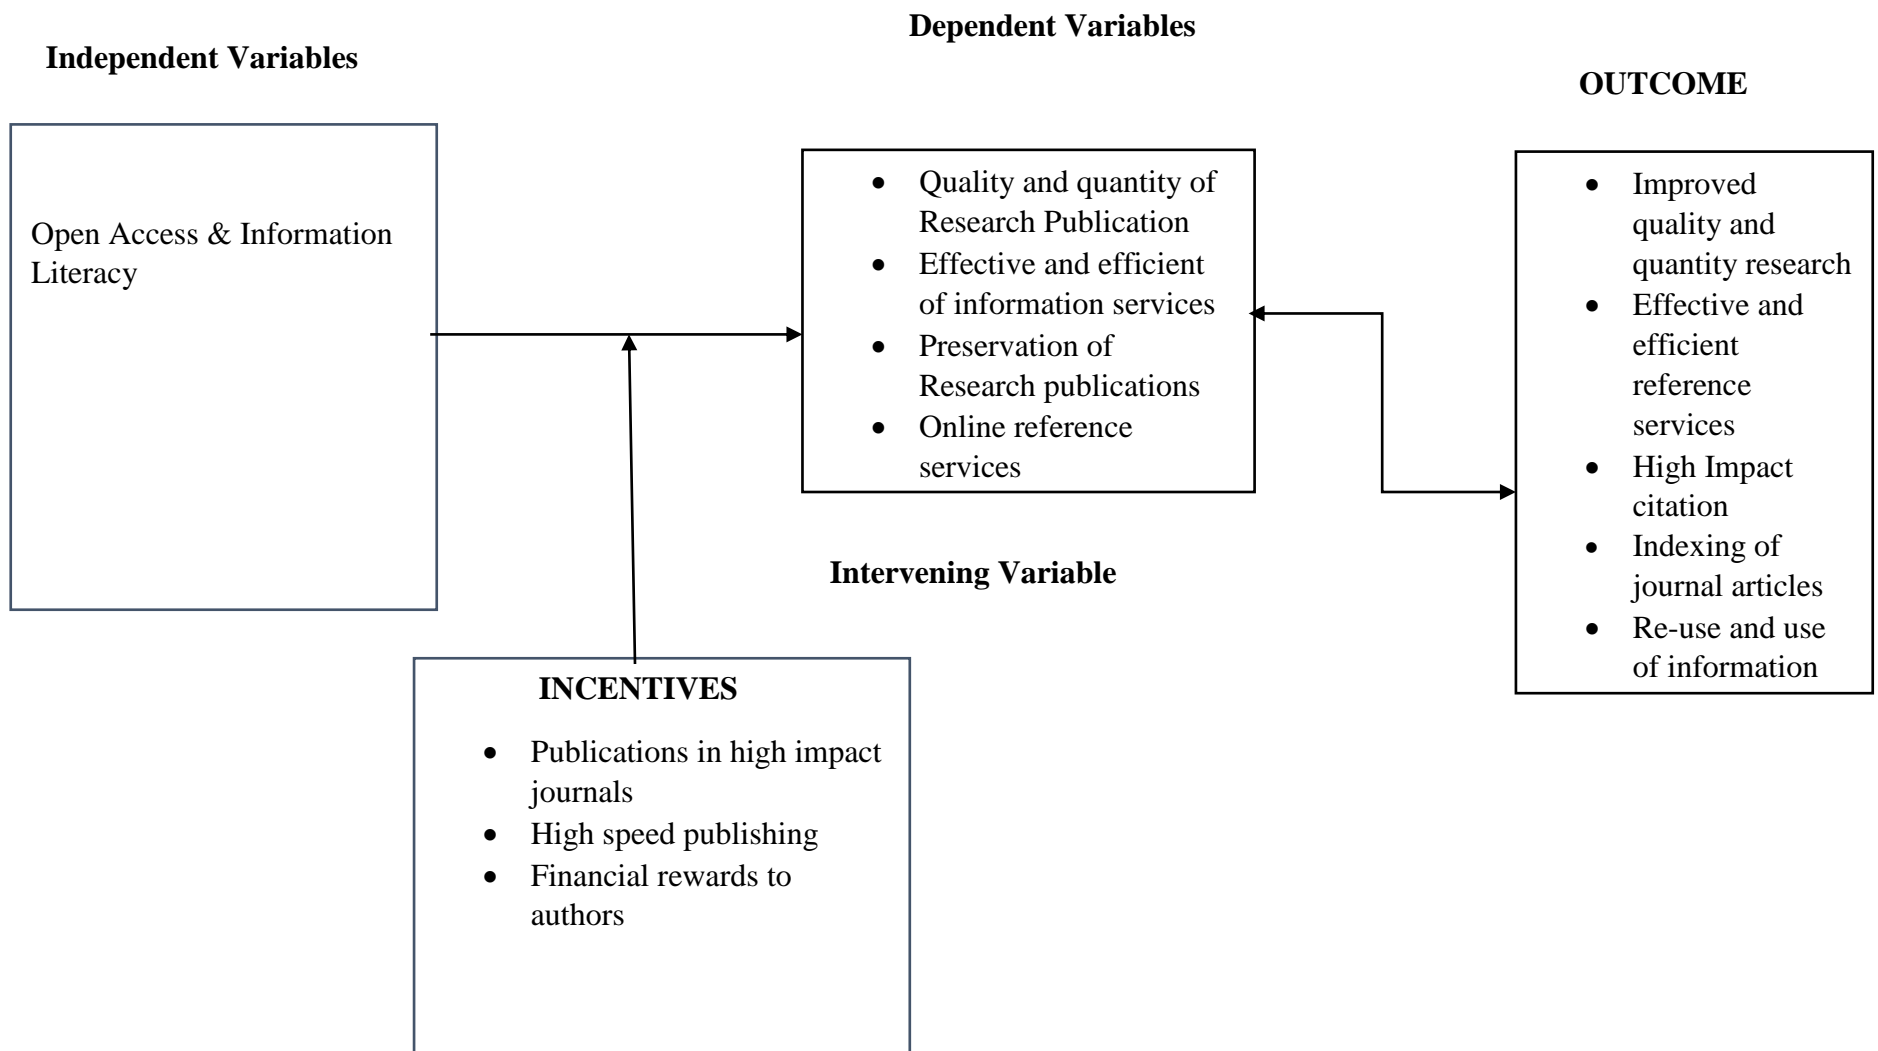 Independent Variables
Open Access & Information
Literacy
Dependent Variables
• Quality and quantity of
Research Publication
• Effective and efficient
of information services
• Preservation of
Research publications
• Online reference
services
OUTCOME
• Improved
quality and
quantity research
• Effective and
efficient
reference
services
• High Impact
citation
• Indexing of
journal articles
• Re-use and use
of information
Intervening Variable
INCENTIVES
• Publications in high impact
journals
• High speed publishing
• Financial rewards to
authors